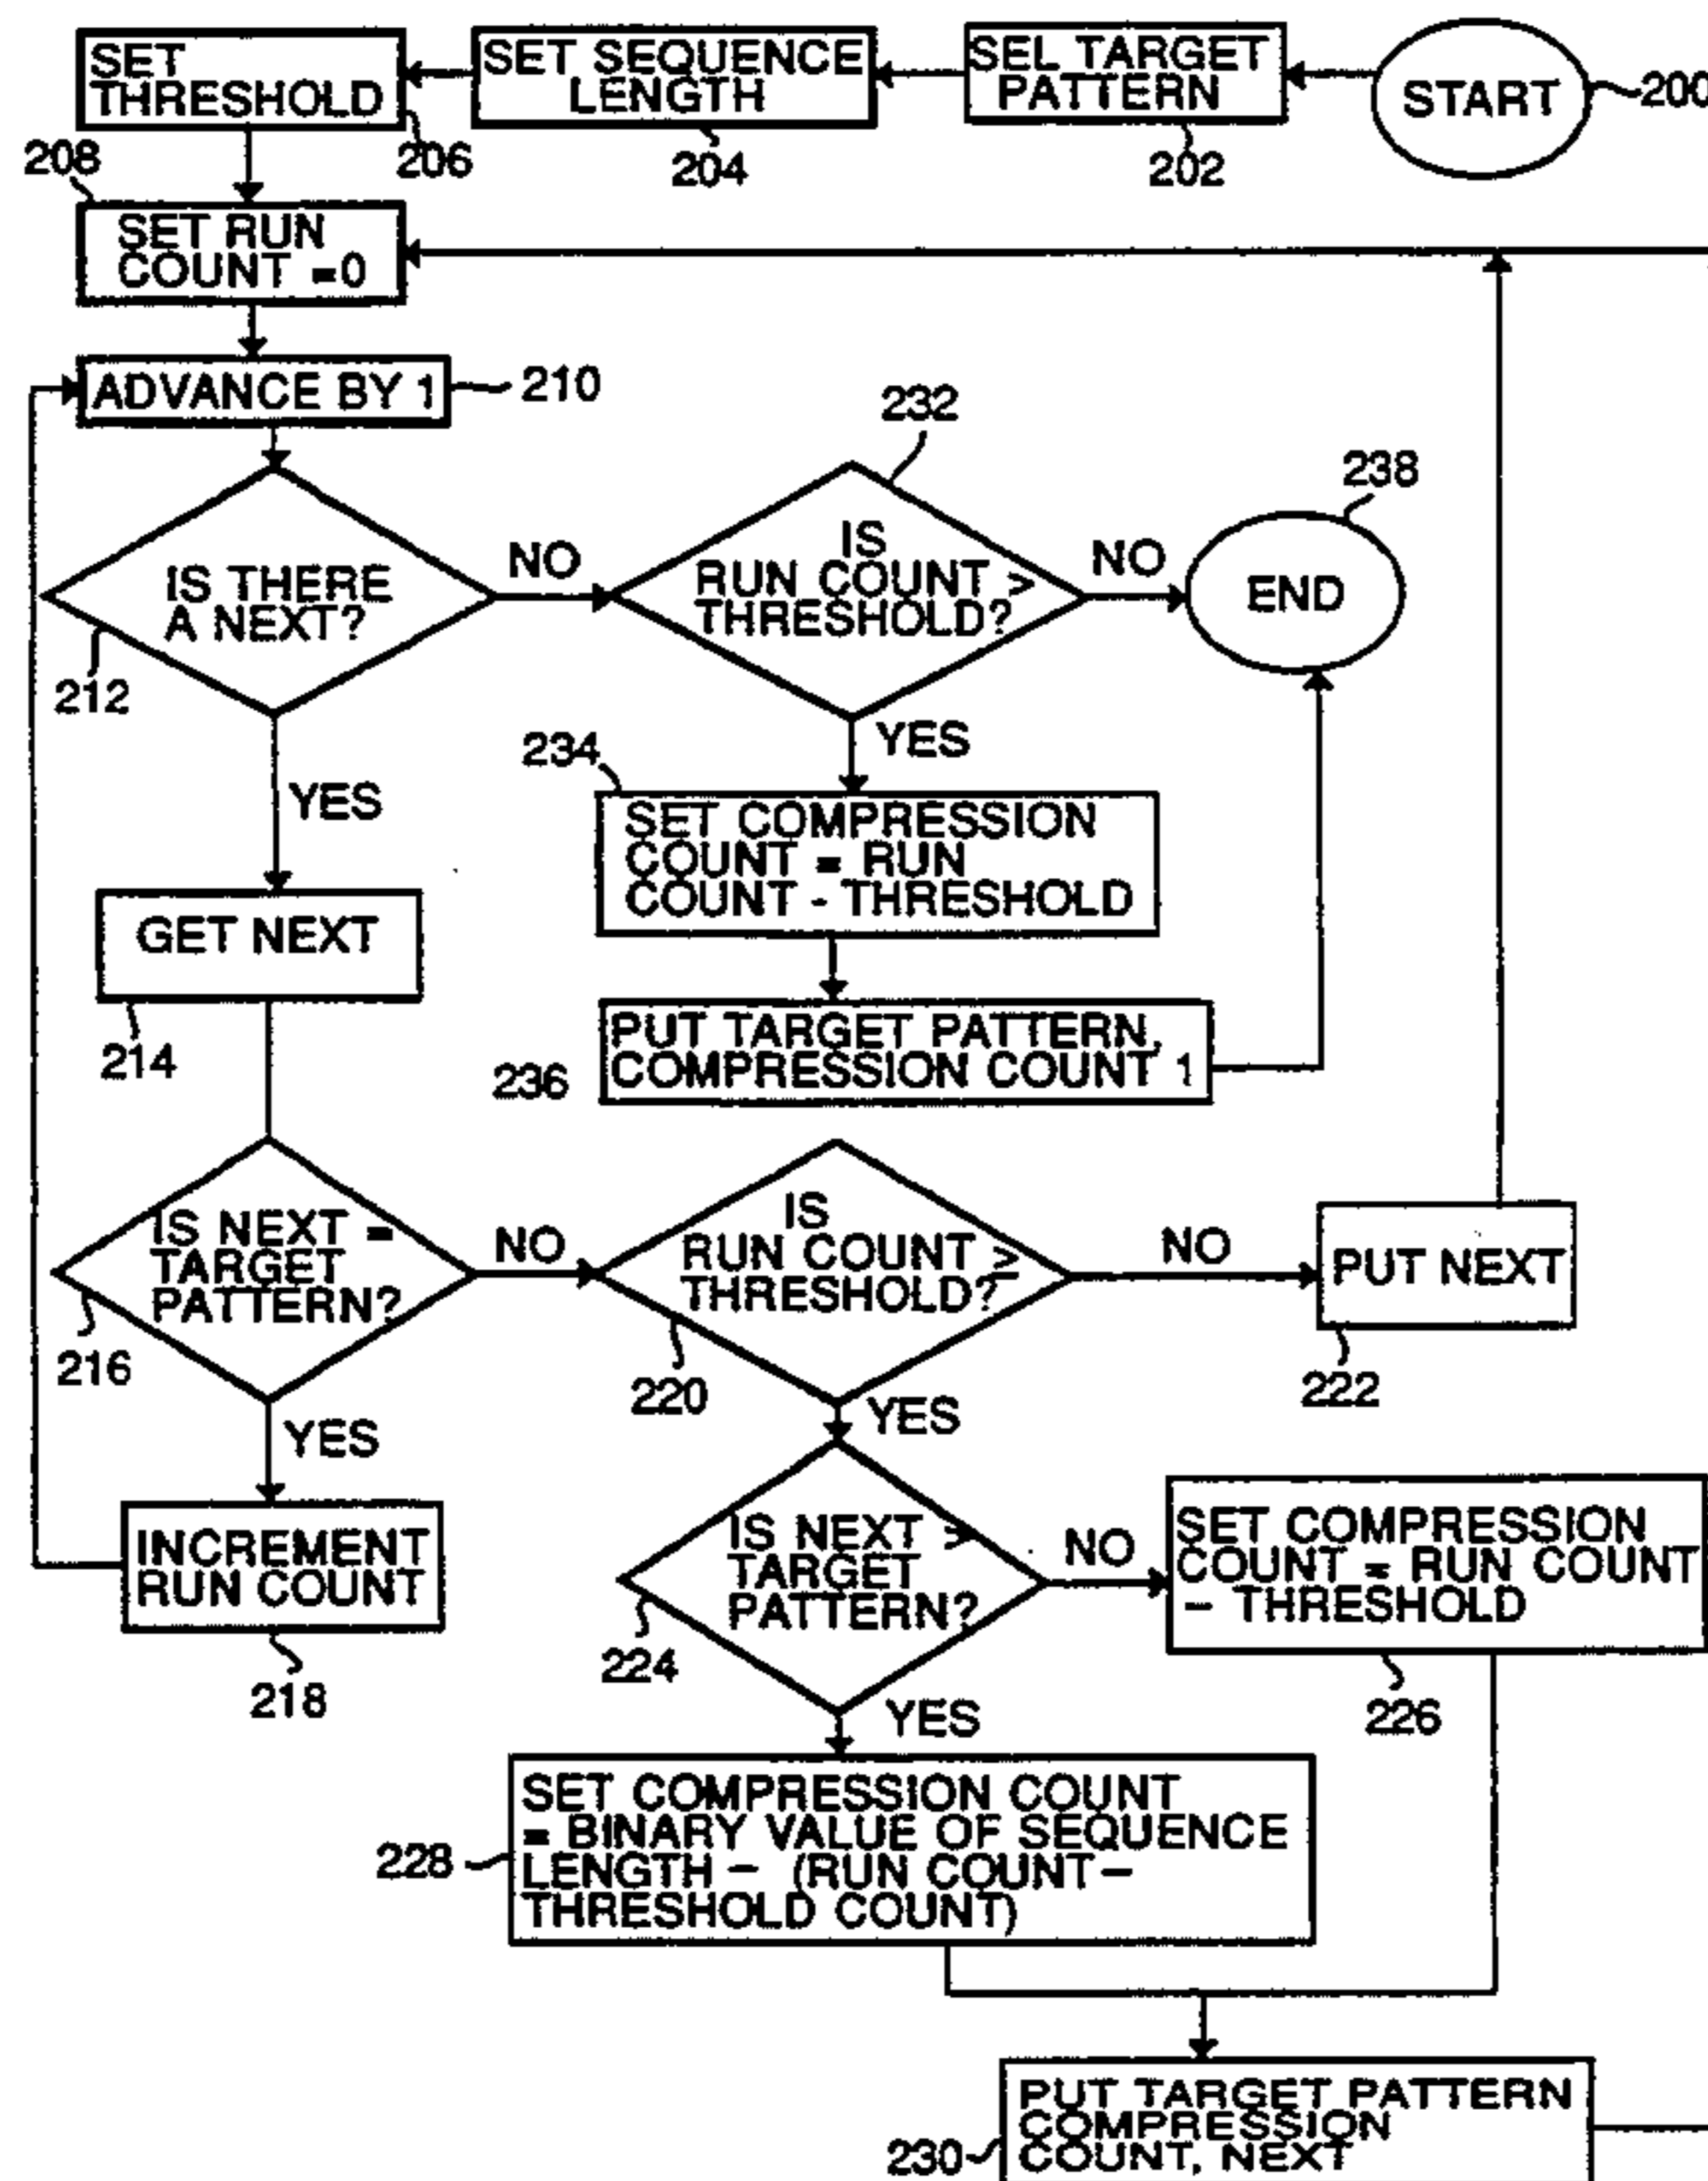 START
200
SEL TARGET
PATTERN
202
SET SEQUENCE
LENGTH
204
SET
THRESHOLD
206
208
SET RUN
COUNT =0
ADVANCE BY 1
210
IS THERE
A NEXT?
212
NO
232
IS
RUN COUNT >
THRESHOLD?
NO
238
END
YES
234
SET COMPRESSION
COUNT = RUN
COUNT - THRESHOLD
236
PUT TARGET PATTERN,
COMPRESSION COUNT 1
YES
GET NEXT
214
IS NEXT =
TARGET
PATTERN?
216
NO
IS
RUN COUNT ≥
THRESHOLD?
220
NO
PUT NEXT
222
YES
INCREMENT
RUN COUNT
218
YES
IS NEXT >
TARGET
PATTERN?
224
NO
SET COMPRESSION
COUNT = RUN COUNT
- THRESHOLD
226
YES
228
SET COMPRESSION COUNT
= BINARY VALUE OF SEQUENCE
LENGTH - (RUN COUNT -
THRESHOLD COUNT)
230
PUT TARGET PATTERN
COMPRESSION
COUNT, NEXT